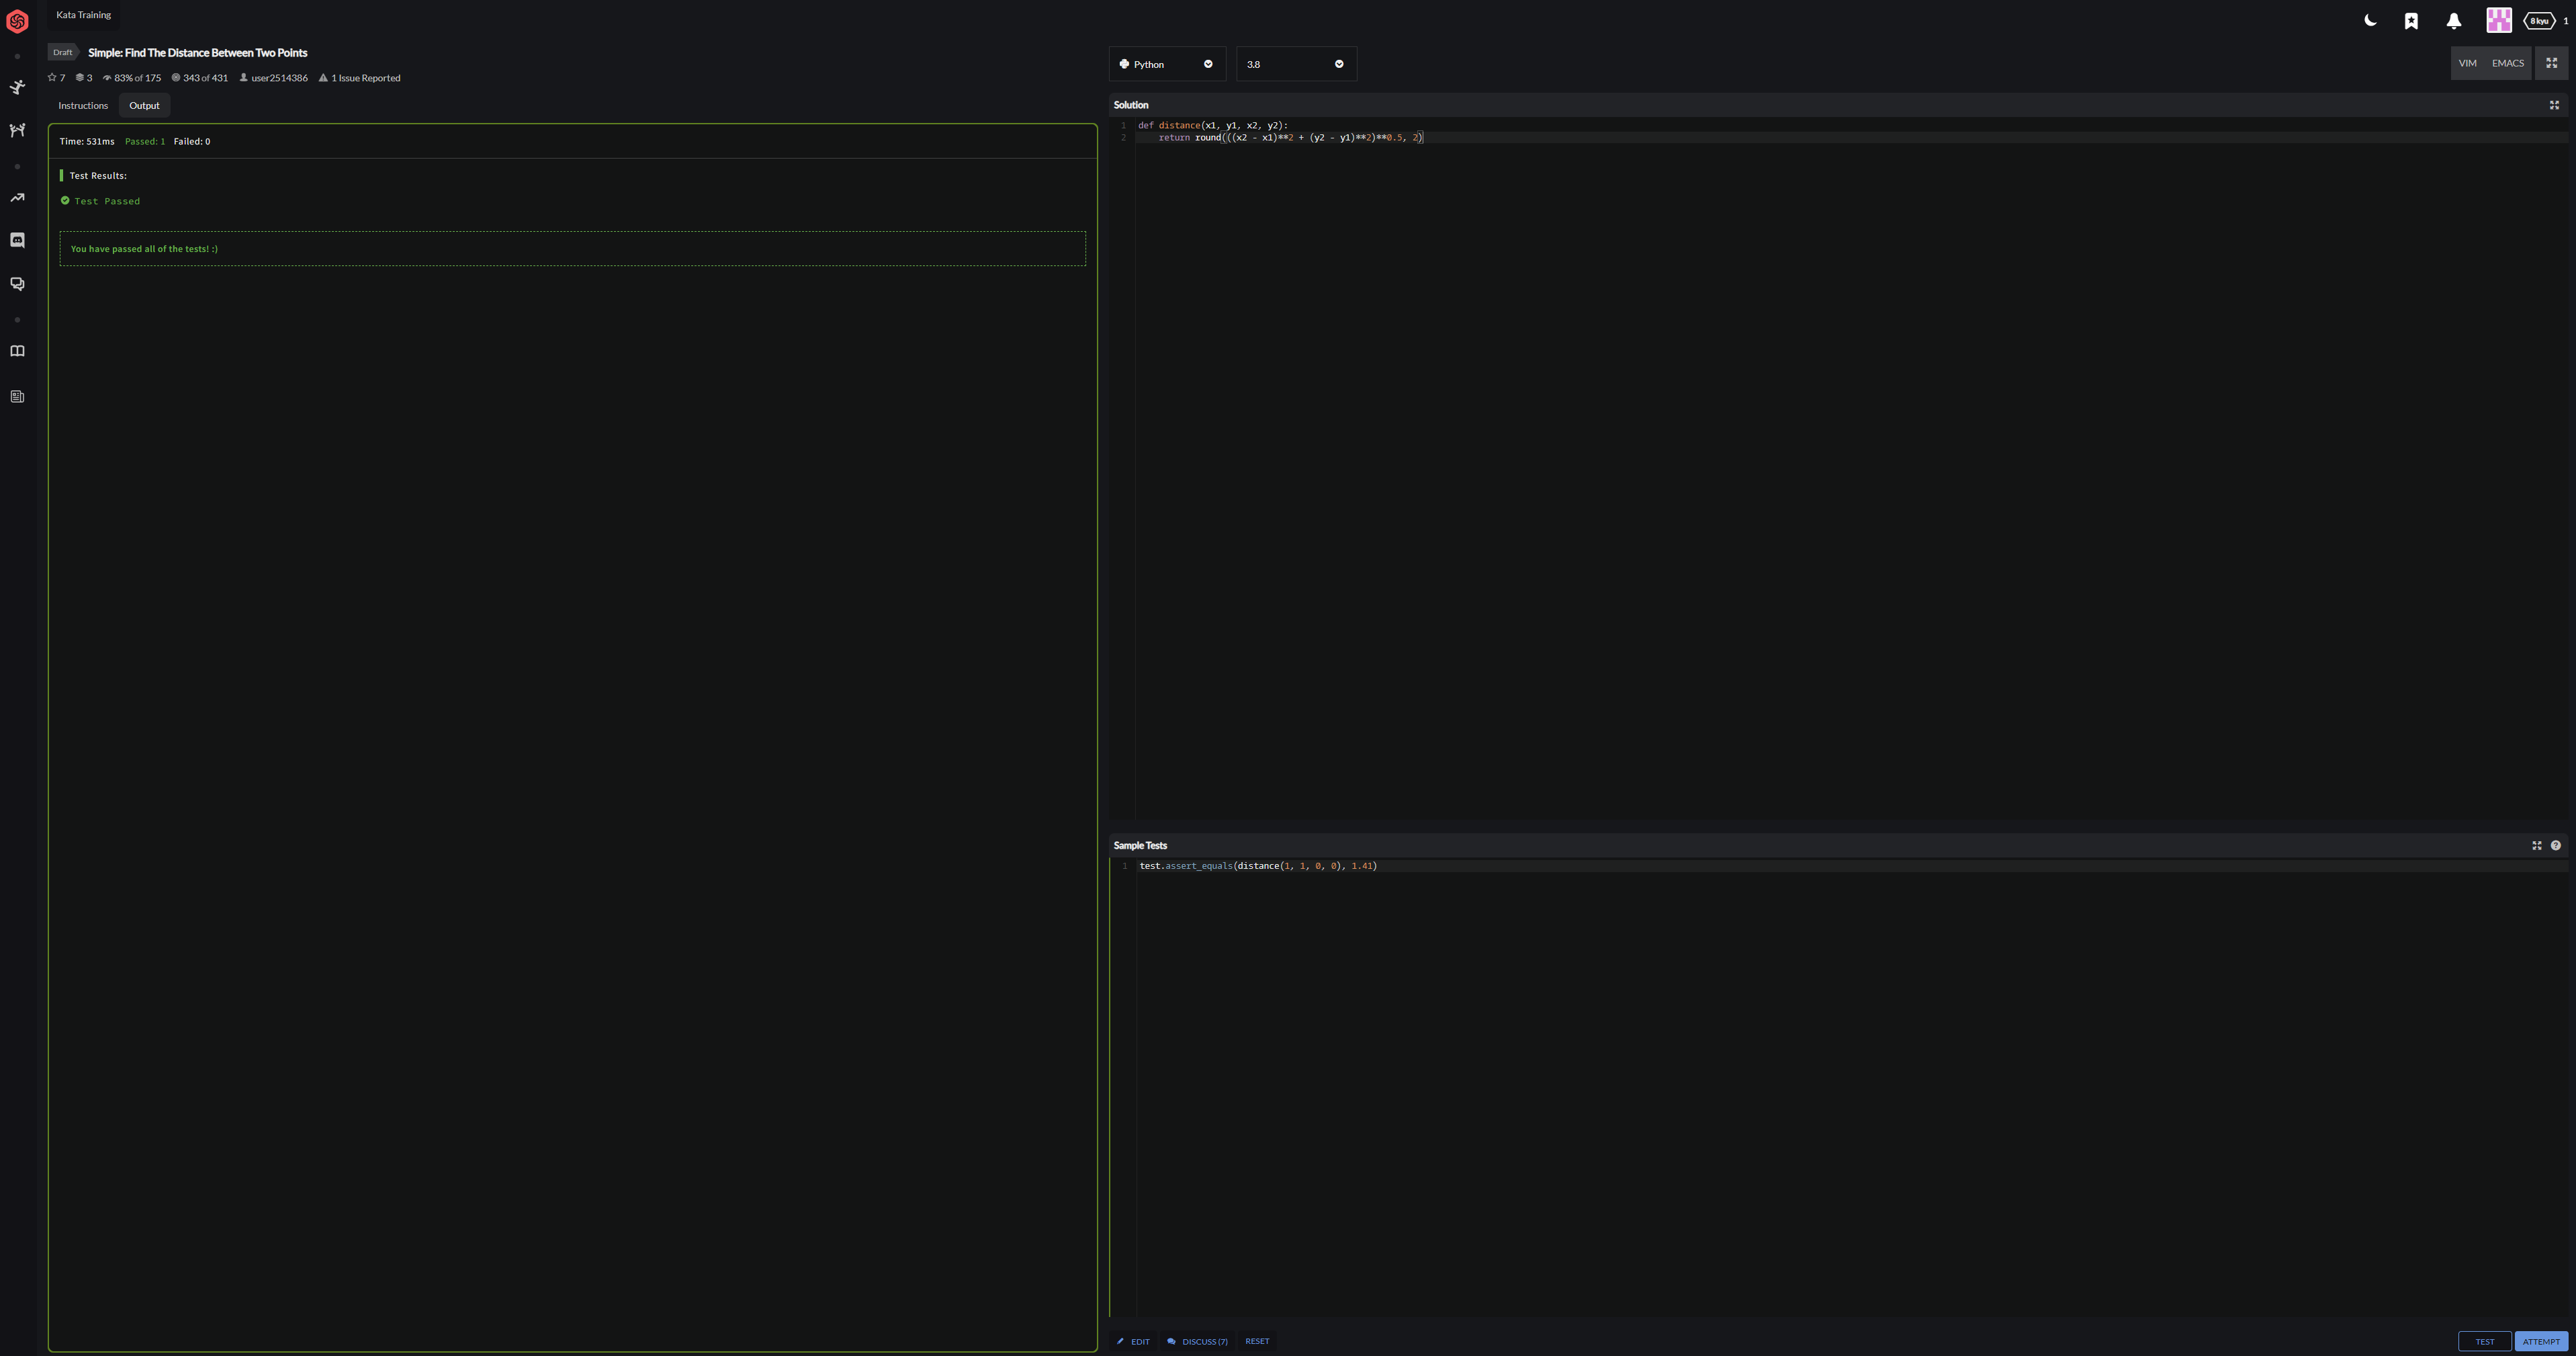 Kata Training
8 kyu 1
Draft Simple: Find The Distance Between Two Points
7 3 83% of 175 343 of 431 user2514386 1 Issue Reported
Instructions Output
Time: 531ms Passed: 1 Failed: 0
Test Results:
Test Passed
You have passed all of the tests! :)
Python 3.8 VIM EMACS
Solution
1 def distance(x1, y1, x2, y2):
2 return round(((x2 - x1)**2 + (y2 - y1)**2)**0.5, 2)
Sample Tests
1 test.assert_equals(distance(1, 1, 0, 0), 1.41)
EDIT DISCUSS (7) RESET TEST ATTEMPT